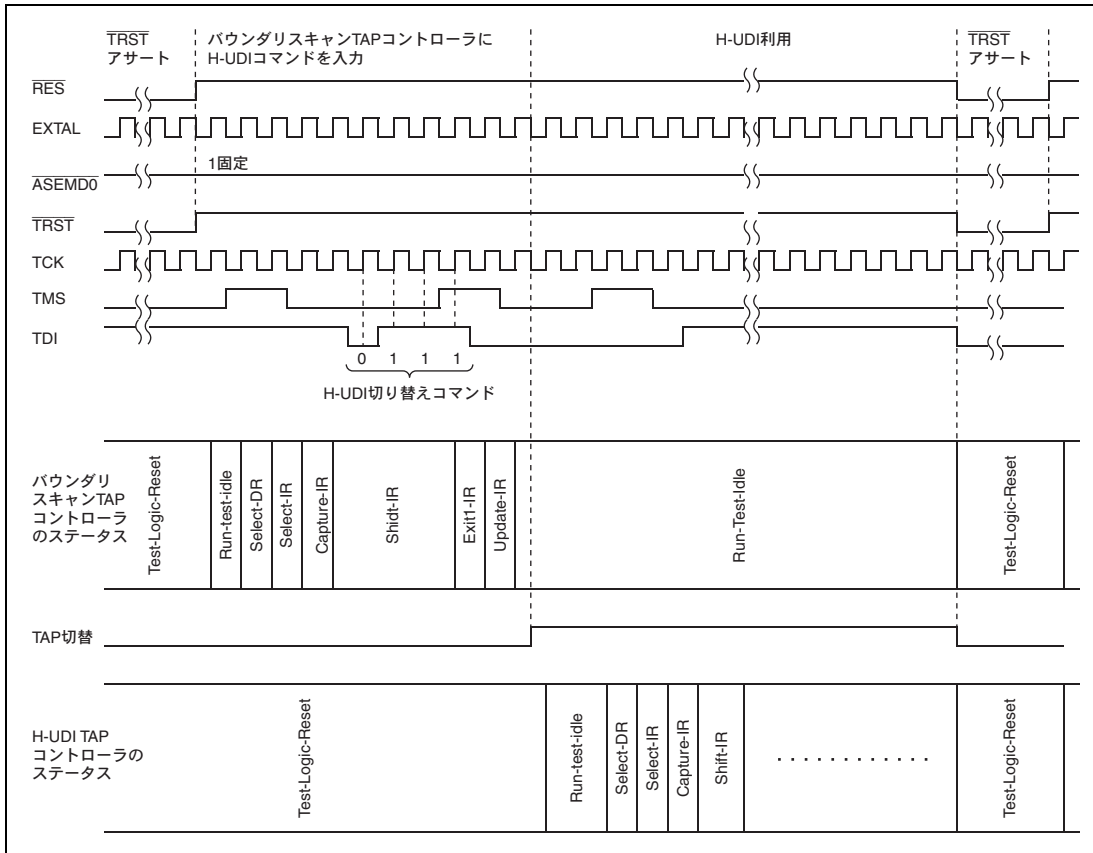 TRST
アサート
バウンダリスキャンTAPコントローラに
H-UDIコマンドを入力
H-UDI利用
TRST
アサート
RES
EXTAL
1固定
ASEMD0
TRST
TCK
TMS
TDI
0 1 1 1
H-UDI切り替えコマンド
バウンダリ
スキャンTAP
コントローラ
のステータス
Test-Logic-Reset
Run-test-idle
Select-DR
Select-IR
Capture-IR
Shidt-IR
Exit1-IR
Update-IR
Run-Test-Idle
Test-Logic-Reset
TAP切替
H-UDI TAP
コントローラの
ステータス
Test-Logic-Reset
Run-test-idle
Select-DR
Select-IR
Capture-IR
Shift-IR
. . . . . . . . . . . .
Test-Logic-Reset